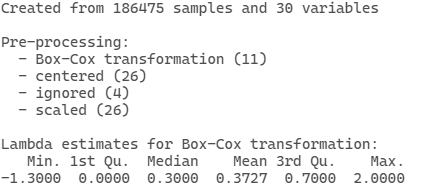 Created from 186475 samples and 30 variables
Pre-processing:
- Box-Cox transformation (11)
- centered (26)
- ignored (4)
- scaled (26)
Lambda estimates for Box-Cox transformation:
Min. 1st Qu. Median Mean 3rd Qu. Max.
-1.3000 0.0000 0.3000 0.3727 0.7000 2.0000